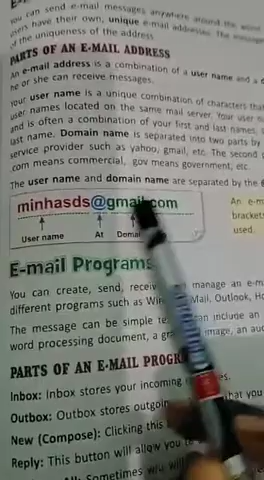 You can send e-mail messages anywhere around the
users have their own, unique e-mail addresses. The
of the uniqueness of the address
PARTS OF AN E-MAIL ADDRESS
An e-mail address is a combination of a user name and a
he or she can receive messages.
Your user name is a unique combination of characters that
user names located on the same mail server. Your user
and is often a combination of your first and last names,
last name. Domain name is separated into two parts by
service provider such as yahoo, gmail, etc. The second
com means commercial, gov means government, etc.
The user name and domain name are separated by the
minhasds@gmail.com
User name At
An e-m
brackets
used.
E-mail Programs
You can create, send, manage an e-m
different programs such as Mail, Outlook,
The message can be simple can include an
word processing document, a image, an
PARTS OF AN E-MAIL
Inbox: Inbox stores your incoming
Outbox: Outbox stores that you
New (Compose): Clicking this
Reply: This button will allow
Sometimes